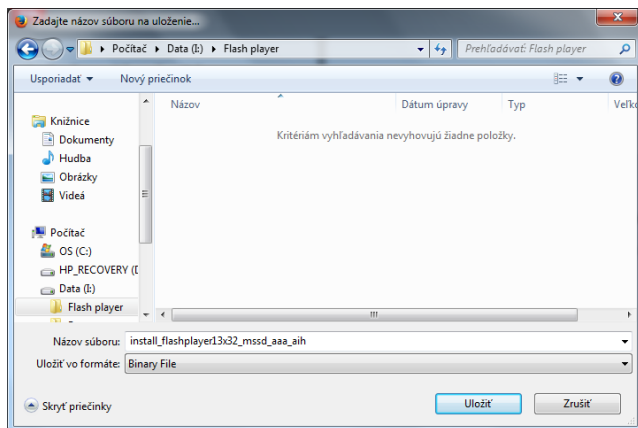 Zadajte názov súboru na uloženie...
Počítač ▸ Data (I:) ▸ Flash player
Prehľadávať: Flash player
Usporiadať
Nový priečinok
Názov
Dátum úpravy
Typ
Kritériám vyhľadávania nevyhovujú žiadne položky.
Knižnice
Dokumenty
Hudba
Obrázky
Videá
Počítač
OS (C:)
HP_RECOVERY
Data (I:)
Flash player
Názov súboru: install_flashplayer13x32_mssd_aaa_aih
Uložiť vo formáte: Binary File
Skryť priečinky
Uložiť
Zrušiť